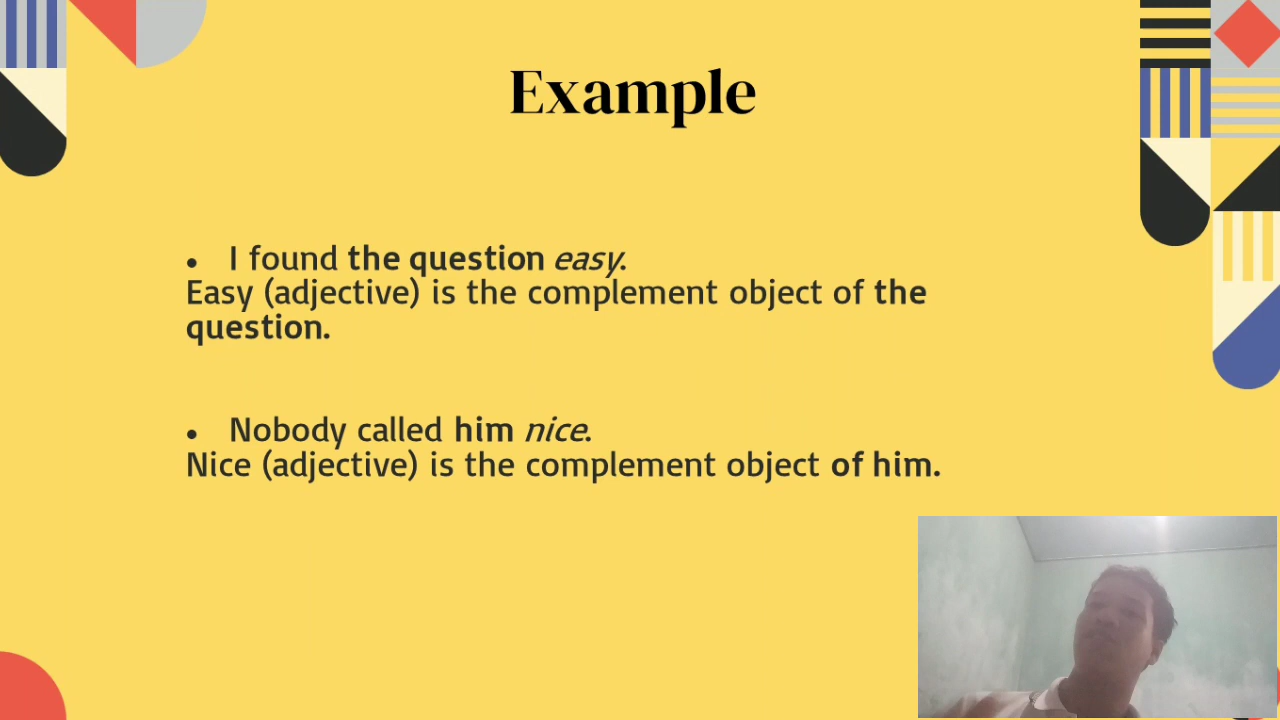 Example
• I found the question easy.
Easy (adjective) is the complement object of the
question.
• Nobody called him nice.
Nice (adjective) is the complement object of him.